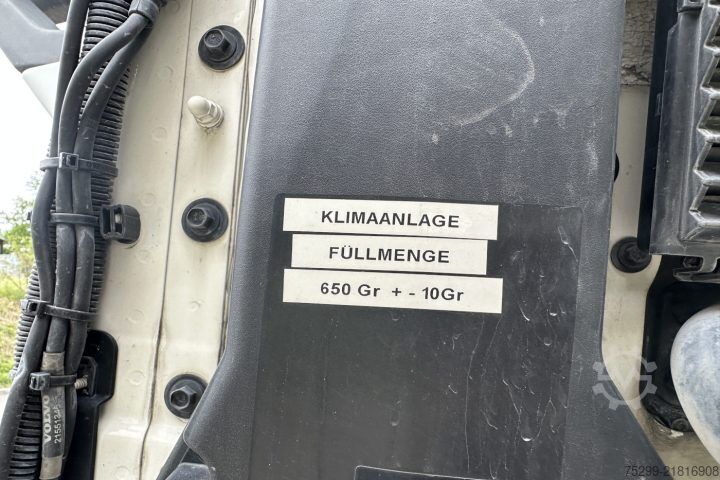 KLIMAANLAGE
FÜLLMENGE
650 Gr + - 10Gr
VOLVO
75299-21816908